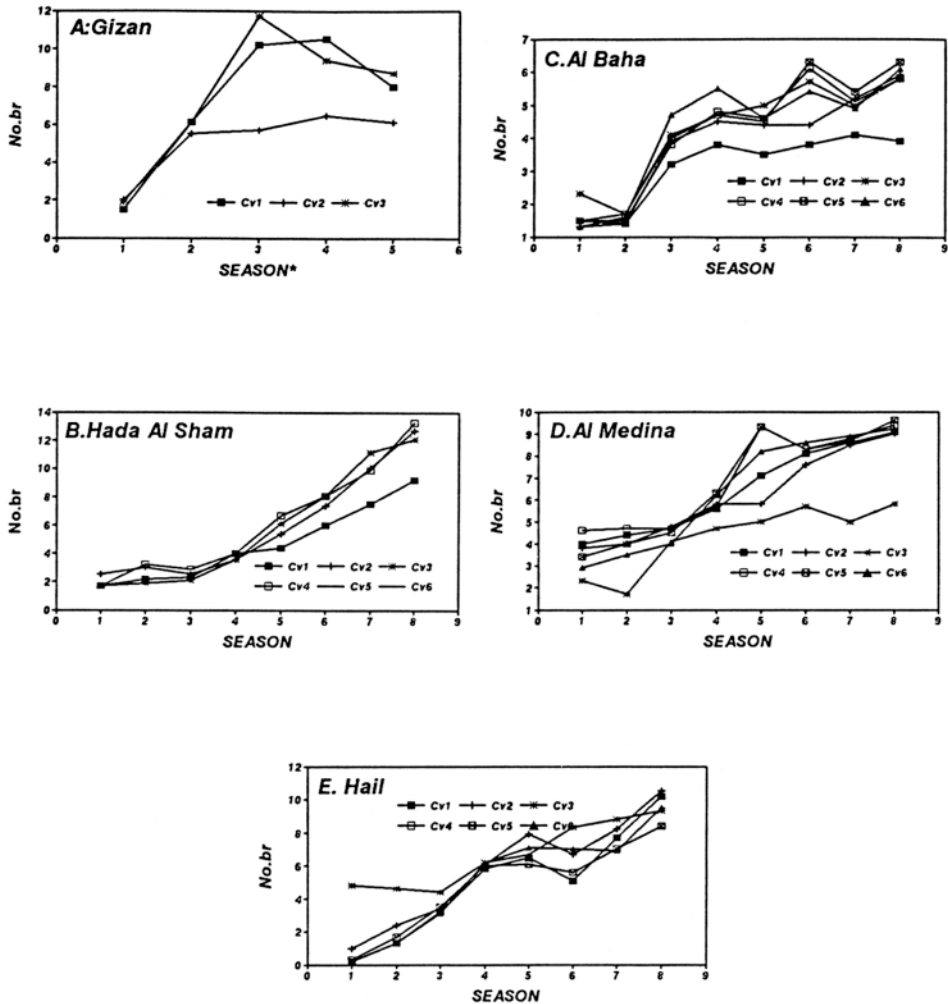 A:Gizan
12
10
8
6
4
2
0
No.br
Cv1 Cv2 Cv3
0 1 2 3 4 5 6
SEASON*
C.Al Baha
7
6
5
4
3
2
1
No.br
Cv1 Cv2 Cv3
Cv4 Cv5 Cv6
0 1 2 3 4 5 6 7 8 9
SEASON
B.Hada Al Sham
14
12
10
8
6
4
2
0
No.br
Cv1 Cv2 Cv3
Cv4 Cv5 Cv6
0 1 2 3 4 5 6 7 8 9
SEASON
D.Al Medina
10
9
8
7
6
5
4
3
2
1
No.br
Cv1 Cv2 Cv3
Cv4 Cv5 Cv6
0 1 2 3 4 5 6 7 8 9
SEASON
E. Hail
12
10
8
6
4
2
0
No.br
Cv1 Cv2 Cv3
Cv4 Cv5 Cv6
0 1 2 3 4 5 6 7 8 9
SEASON